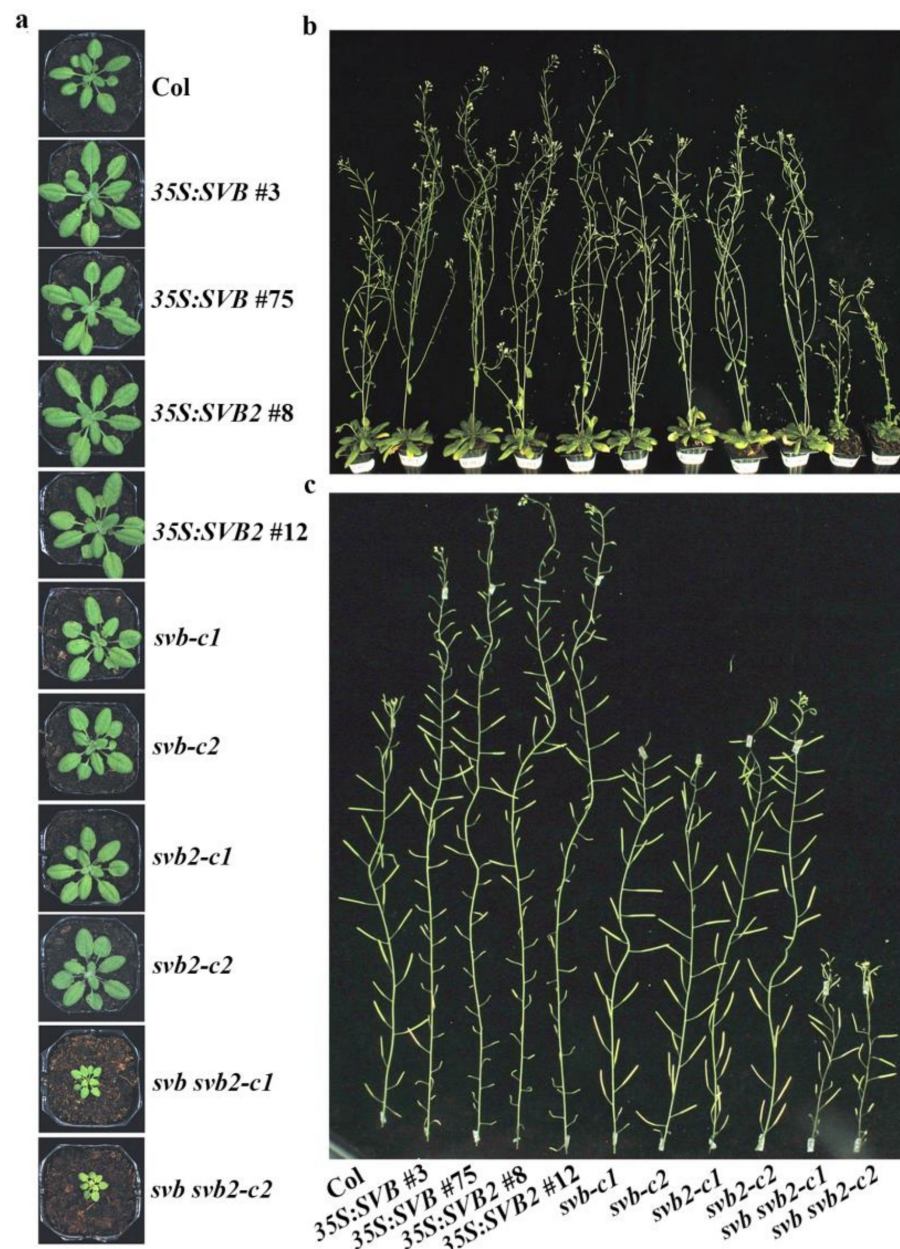 a
Col
35S:SVB #3
35S:SVB #75
35S:SVB2 #8
35S:SVB2 #12
svb-c1
svb-c2
svb2-c1
svb2-c2
svb svb2-c1
svb svb2-c2
b
c
Col
35S:SVB #3
35S:SVB #75
35S:SVB2 #8
35S:SVB2 #12
svb-c1
svb-c2
svb2-c1
svb2-c2
svb svb2-c1
svb svb2-c2